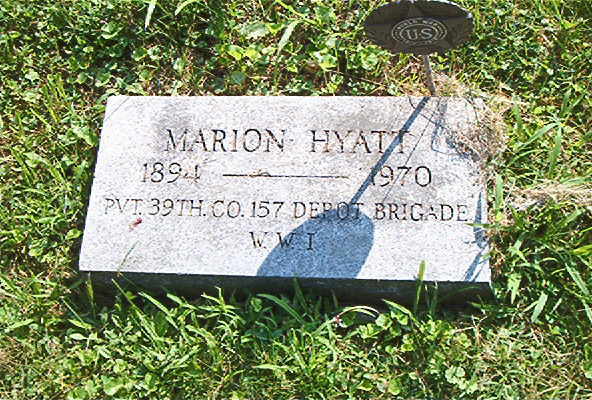 US
MARION HYATT
1894 — 1970
PVT. 39TH. CO. 157 DEPOT BRIGADE
W W I